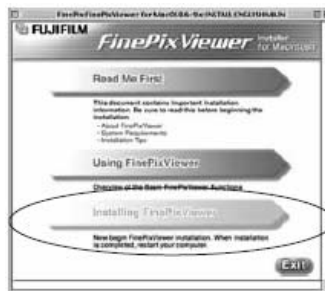 FUJIFILM
FinePixViewer Installer
for Macintosh
Read Me First
This document contains important installation
information. Be sure to read this before beginning the
installation.
- About FinePixViewer
- System Requirements
- Installation Tips
Using FinePixViewer
Overview of the Basic FinePixViewer functions
Installing FinePixViewer
Now begin FinePixViewer installation. When installation
is completed, restart your computer.
Exit